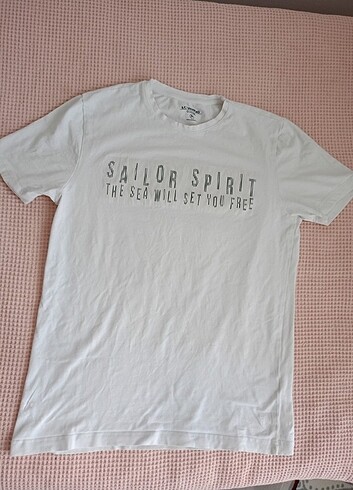 SAILOR SPIRIT
THE SEA WILL SET YOU FREE